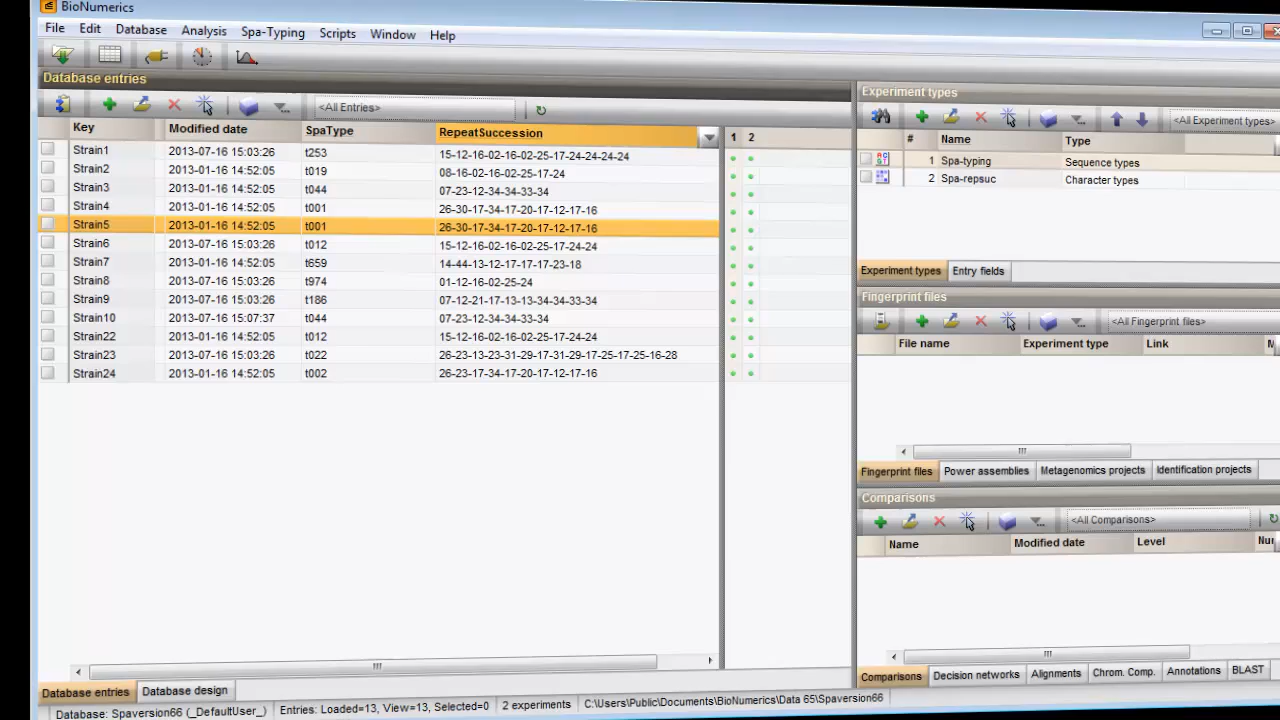 BioNumerics
File Edit Database Analysis Spa-Typing Scripts Window Help
Database entries
<All Entries>
Key Modified date SpaType RepeatSuccession 1 2
Strain1 2013-07-16 15:03:26 t253 15-12-16-02-16-02-25-17-24-24-24-24
Strain2 2013-01-16 14:52:05 t019 08-16-02-16-02-25-17-24
Strain3 2013-01-16 14:52:05 t044 07-23-12-34-34-33-34
Strain4 2013-01-16 14:52:05 t001 26-30-17-34-17-20-17-12-17-16
Strain5 2013-01-16 14:52:05 t001 26-30-17-34-17-20-17-12-17-16
Strain6 2013-07-16 15:03:26 t012 15-12-16-02-16-02-25-17-24-24
Strain7 2013-01-16 14:52:05 t659 14-44-13-12-17-17-17-23-18
Strain8 2013-07-16 15:03:26 t974 01-12-16-02-25-24
Strain9 2013-07-16 15:03:26 t186 07-12-21-17-13-13-34-34-33-34
Strain10 2013-07-16 15:07:37 t044 07-23-12-34-34-33-34
Strain22 2013-01-16 14:52:05 t012 15-12-16-02-16-02-25-17-24-24
Strain23 2013-07-16 15:03:26 t022 26-23-13-23-31-29-17-31-29-17-25-17-25-16-28
Strain24 2013-01-16 14:52:05 t002 26-23-17-34-17-20-17-12-17-16
Database entries Database design
Database: Spaversion66 (_DefaultUser_) Entries: Loaded=13, View=13, Selected=0 2 experiments C:\Users\Public\Documents\BioNumerics\Data 65\Spaversion66
Experiment types
<All Experiment types>
# Name Type
1 Spa-typing Sequence types
2 Spa-repsuc Character types
Experiment types Entry fields
Fingerprint files
<All Fingerprint files>
File name Experiment type Link
Fingerprint files Power assemblies Metagenomics projects Identification projects
Comparisons
<All Comparisons>
Name Modified date Level
Comparisons Decision networks Alignments Chrom. Comp. Annotations BLAST